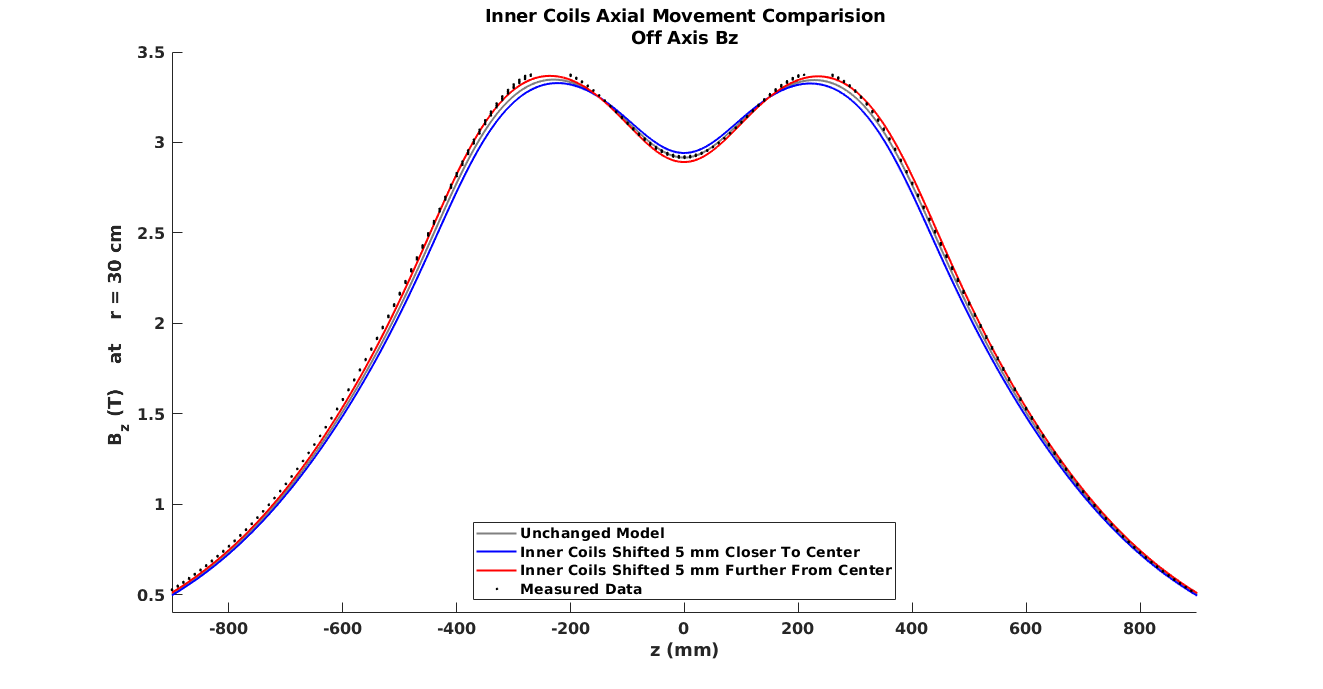 Inner Coils Axial Movement Comparision
Off Axis Bz
3.5
3
2.5
2
1.5
1
0.5
B_z (T) at r = 30 cm
-800 -600 -400 -200 0 200 400 600 800
z (mm)
Unchanged Model
Inner Coils Shifted 5 mm Closer To Center
Inner Coils Shifted 5 mm Further From Center
Measured Data